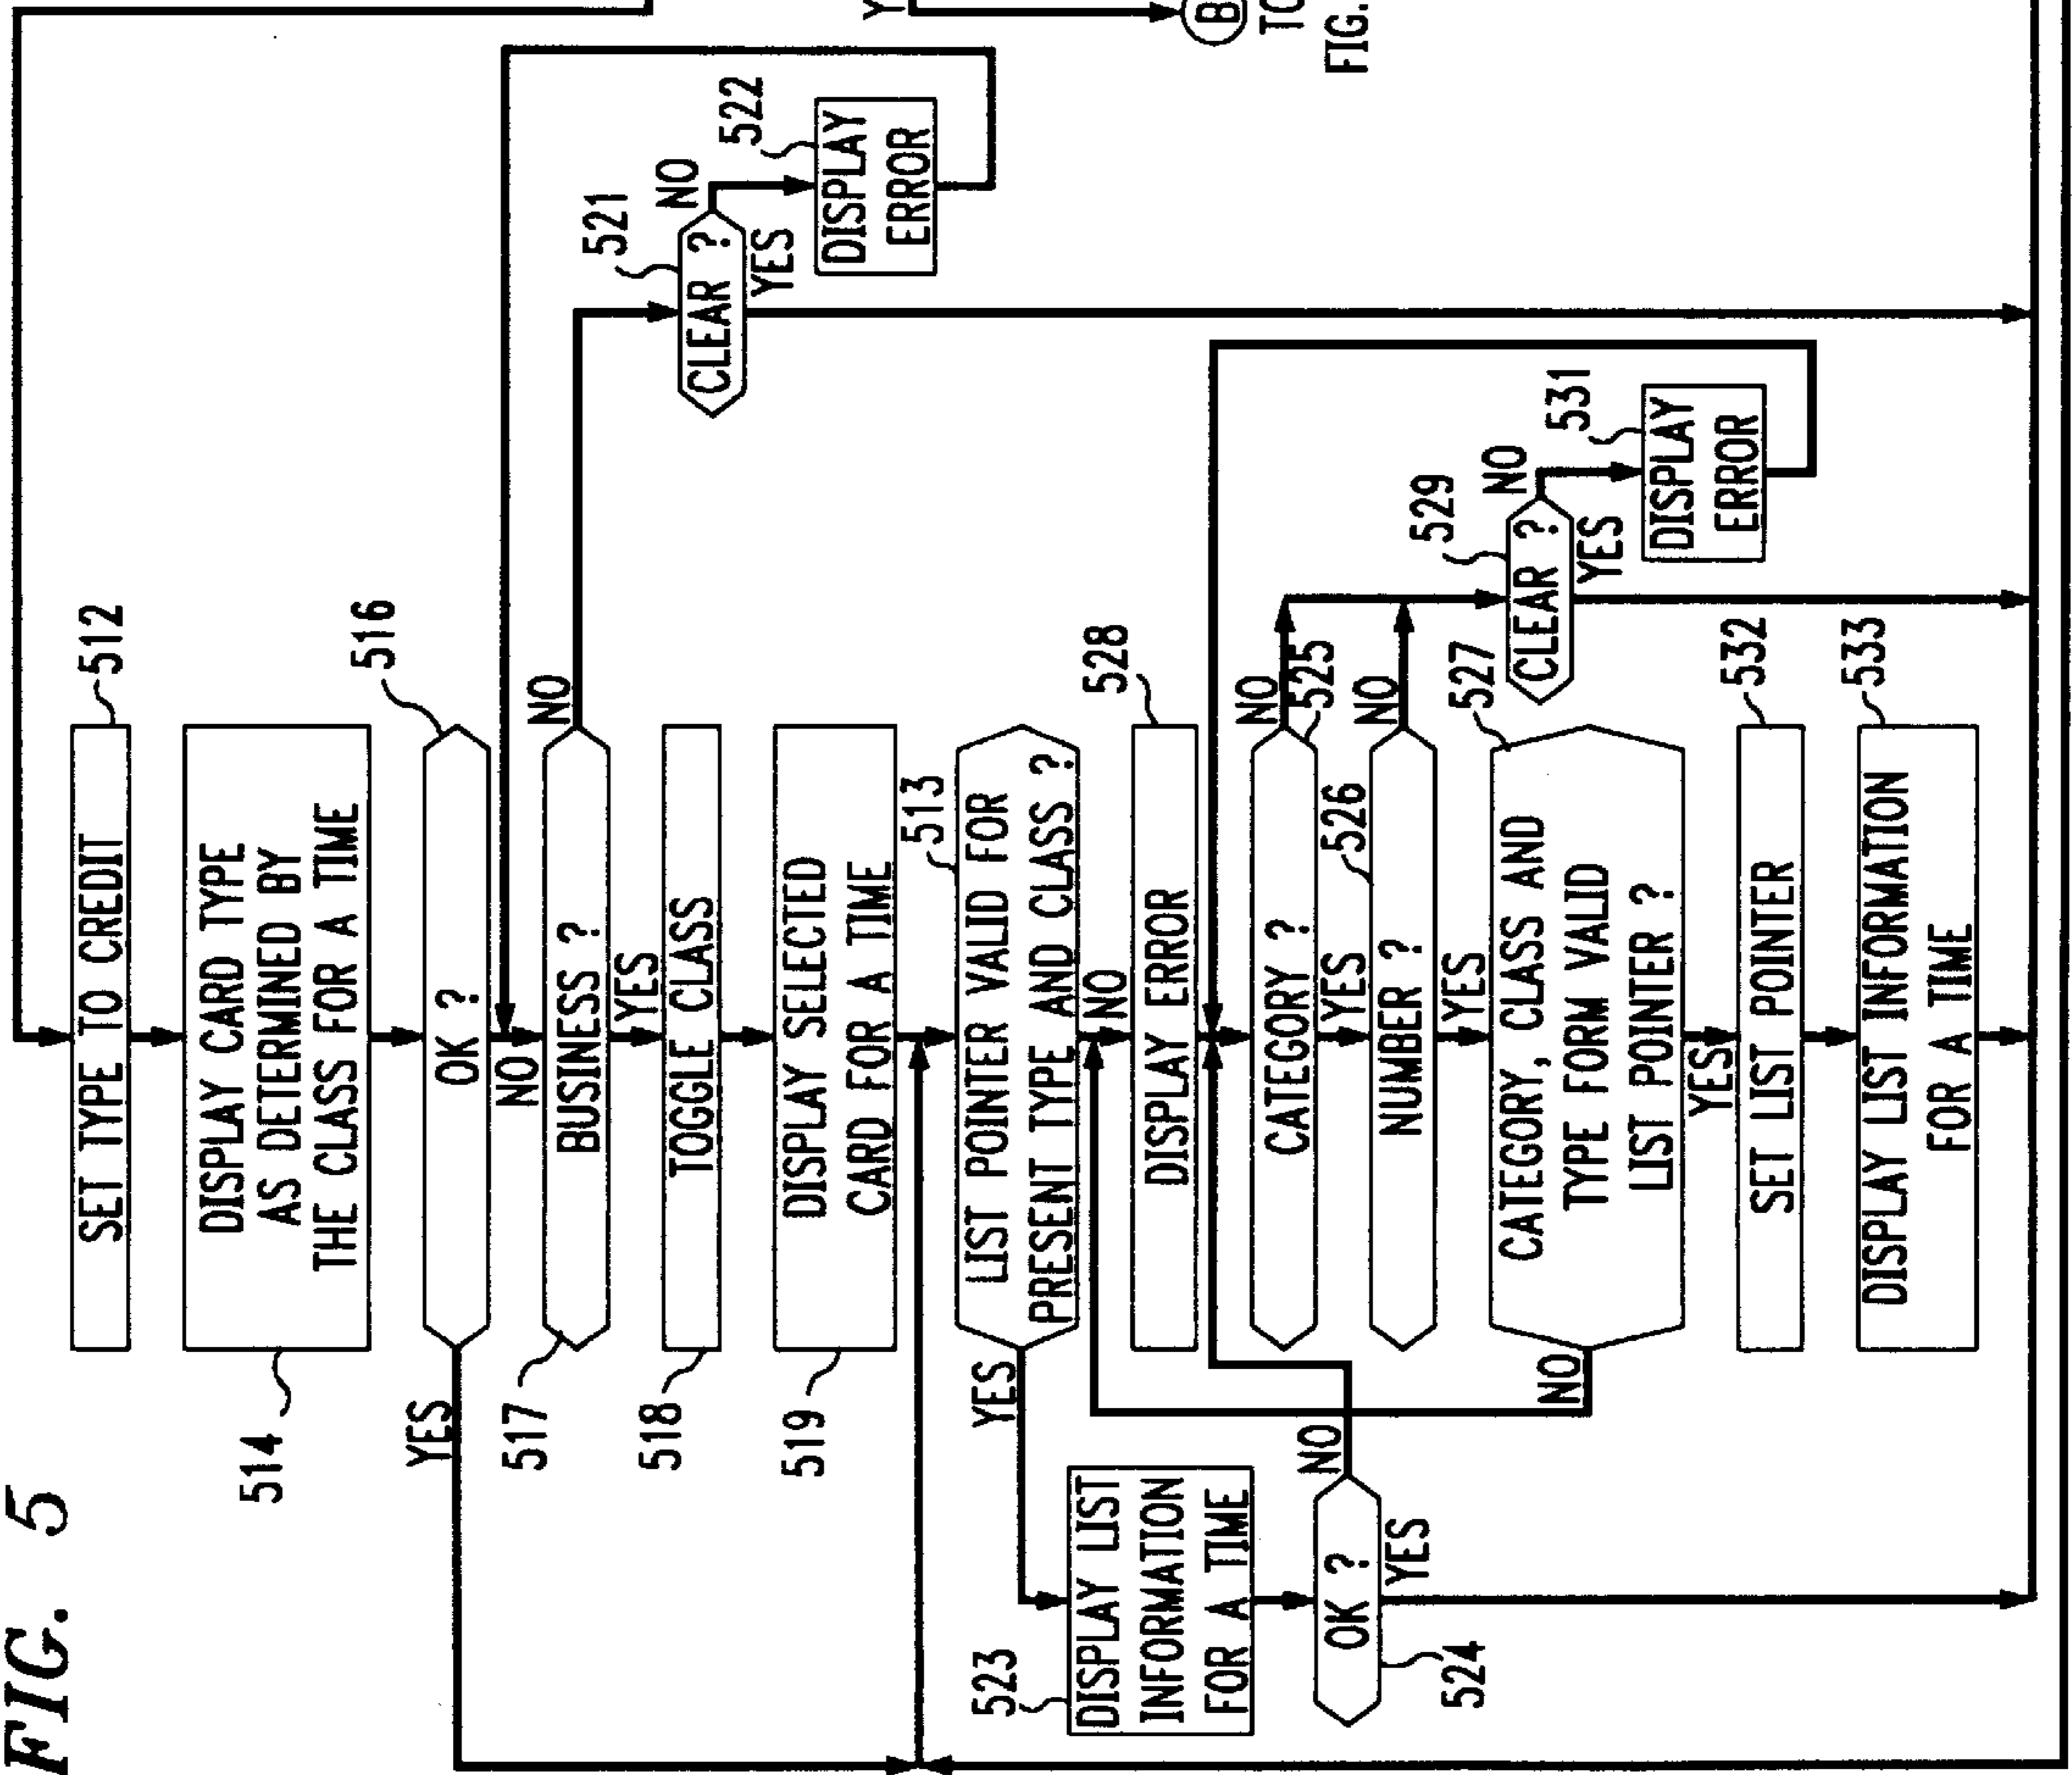 FIG. 5
SET TYPE TO CREDIT
512
DISPLAY CARD TYPE
AS DETERMINED BY
THE CLASS FOR A TIME
514
OK ?
516
YES
NO
BUSINESS ?
517
NO
YES
CLEAR ?
521
NO
YES
DISPLAY
ERROR
522
TOGGLE CLASS
518
DISPLAY SELECTED
CARD FOR A TIME
519
LIST POINTER VALID FOR
PRESENT TYPE AND CLASS ?
513
YES
NO
DISPLAY LIST
INFORMATION
FOR A TIME
523
OK ?
524
NO
YES
DISPLAY ERROR
528
CATEGORY ?
525
NO
YES
NUMBER ?
526
NO
YES
CLEAR ?
529
NO
YES
DISPLAY
ERROR
531
CATEGORY, CLASS AND
TYPE FORM VALID
LIST POINTER ?
527
NO
YES
SET LIST POINTER
532
DISPLAY LIST INFORMATION
FOR A TIME
533
Y
B
TO
FIG.